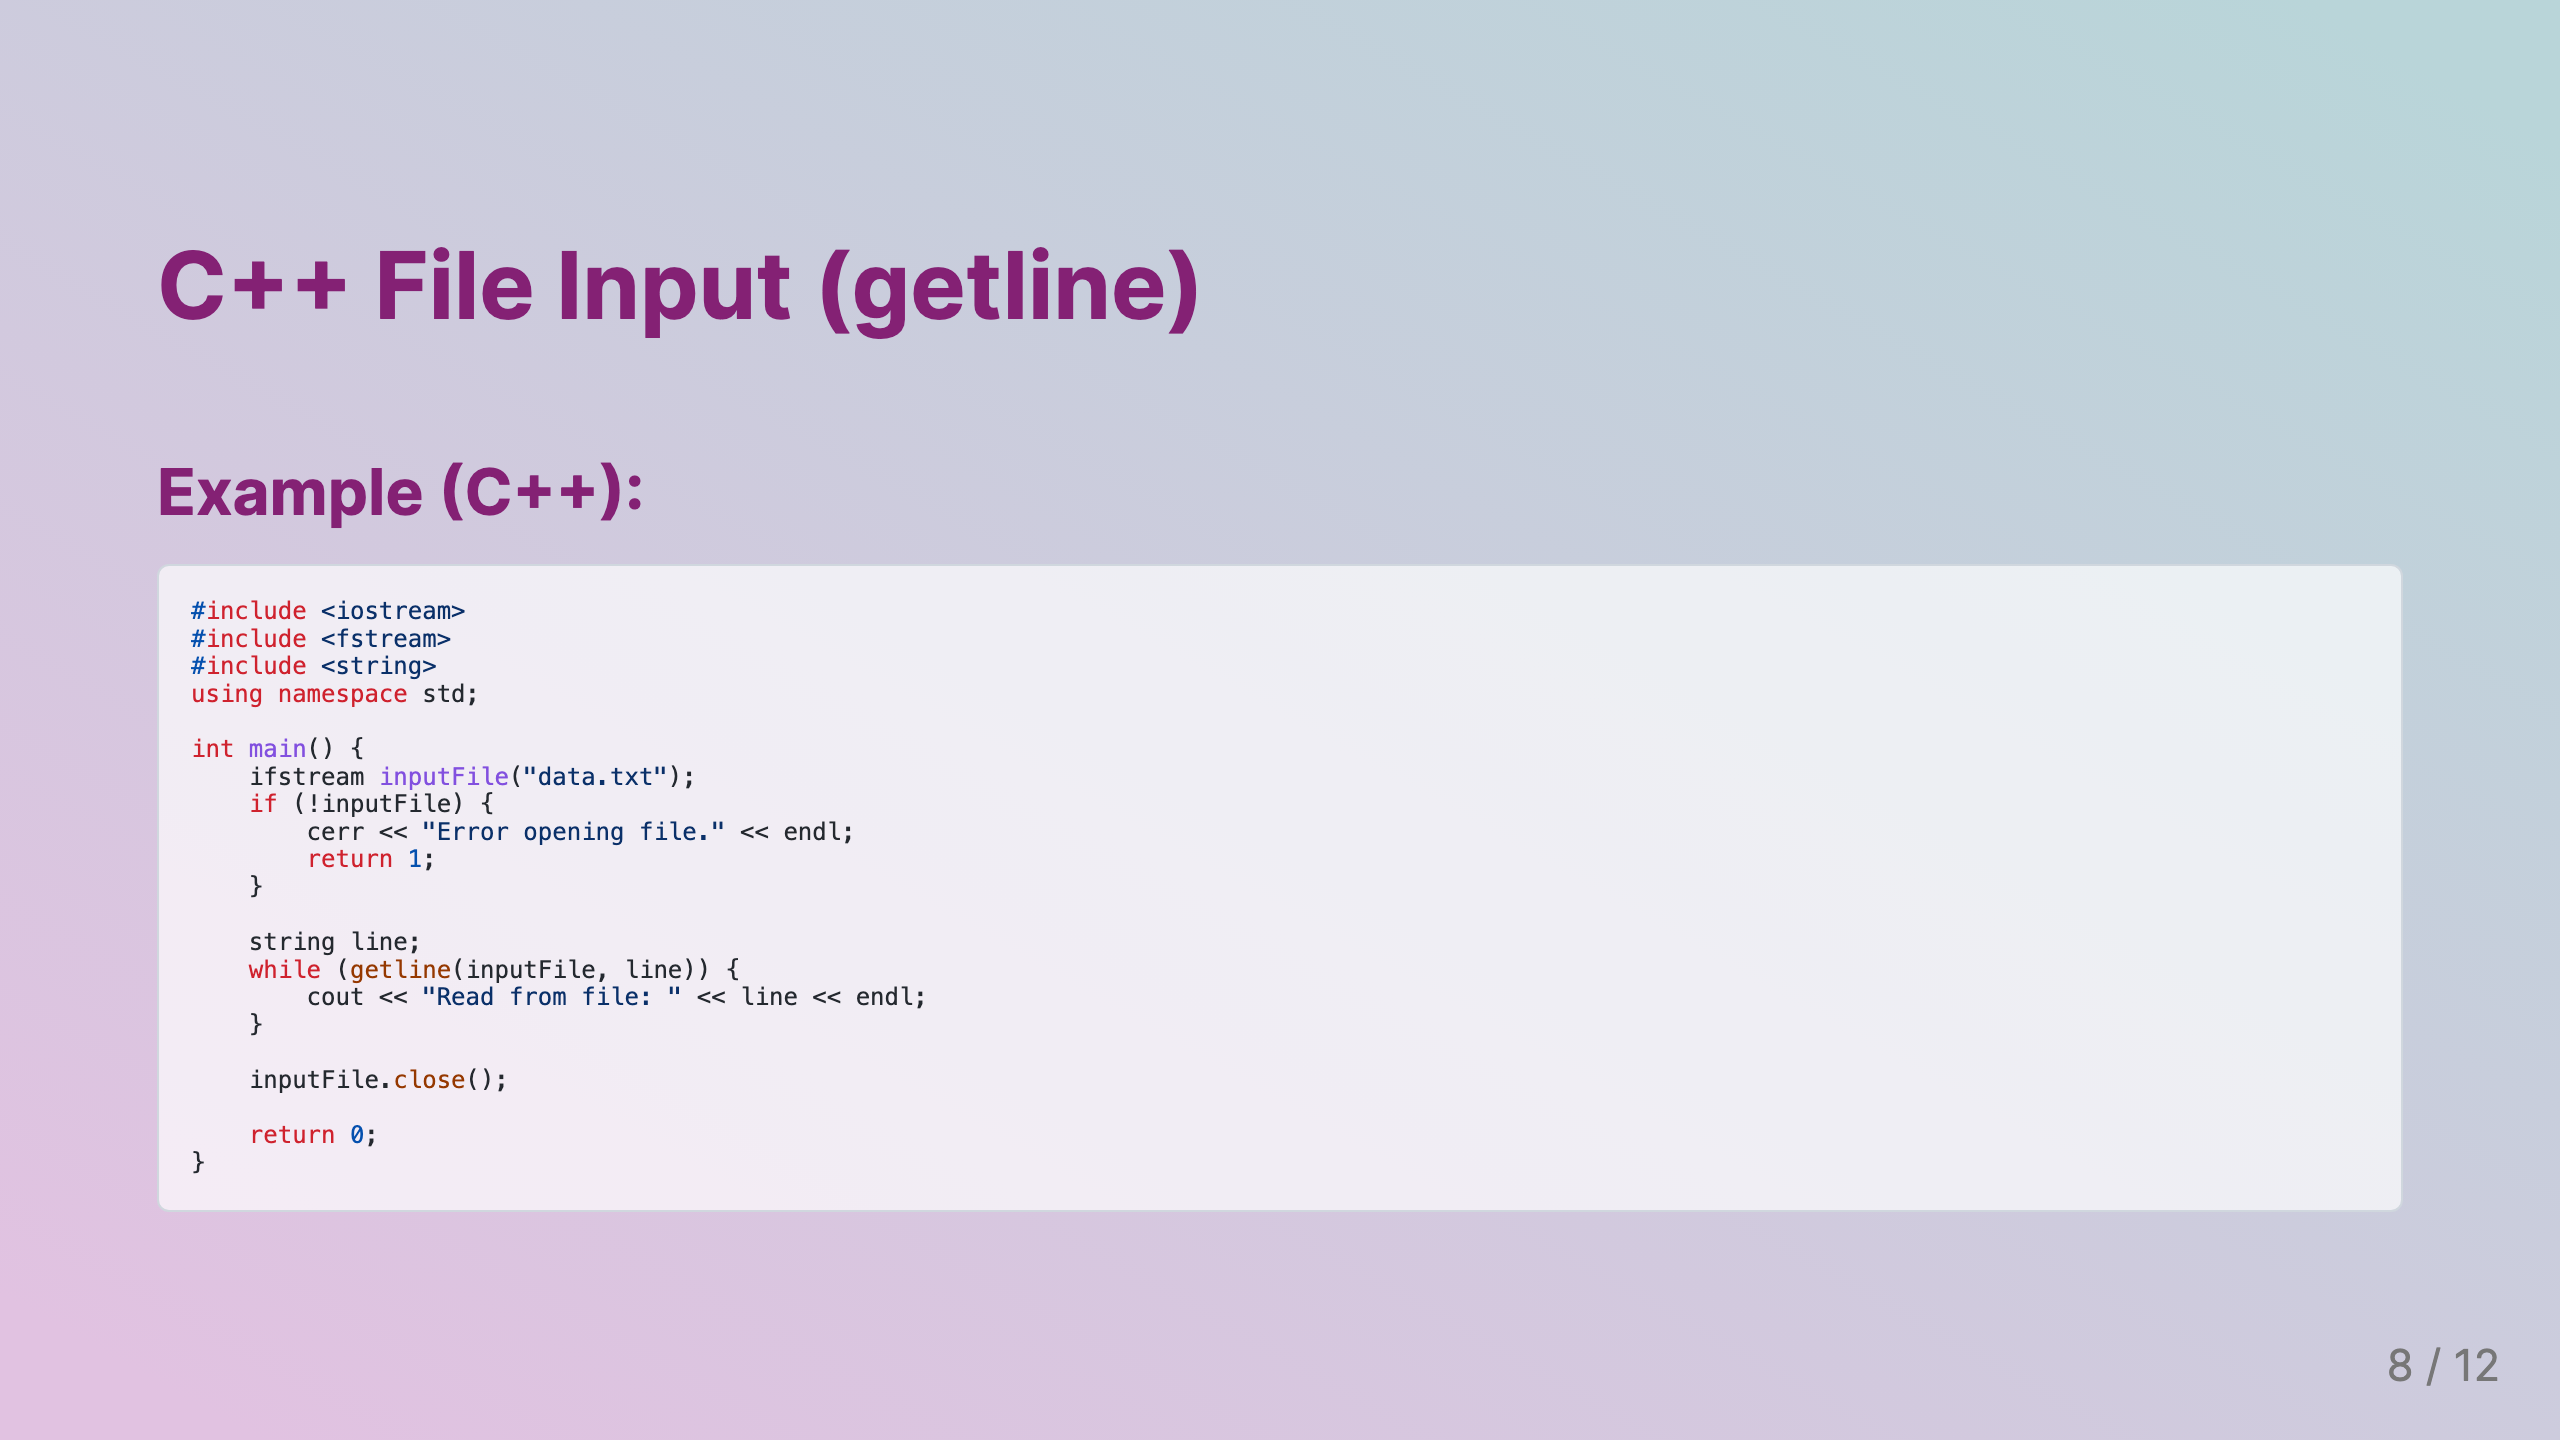 C++ File Input (getline)
Example (C++):
#include <iostream>
#include <fstream>
#include <string>
using namespace std;

int main() {
    ifstream inputFile("data.txt");
    if (!inputFile) {
        cerr << "Error opening file." << endl;
        return 1;
    }

    string line;
    while (getline(inputFile, line)) {
        cout << "Read from file: " << line << endl;
    }

    inputFile.close();

    return 0;
}
8 / 12